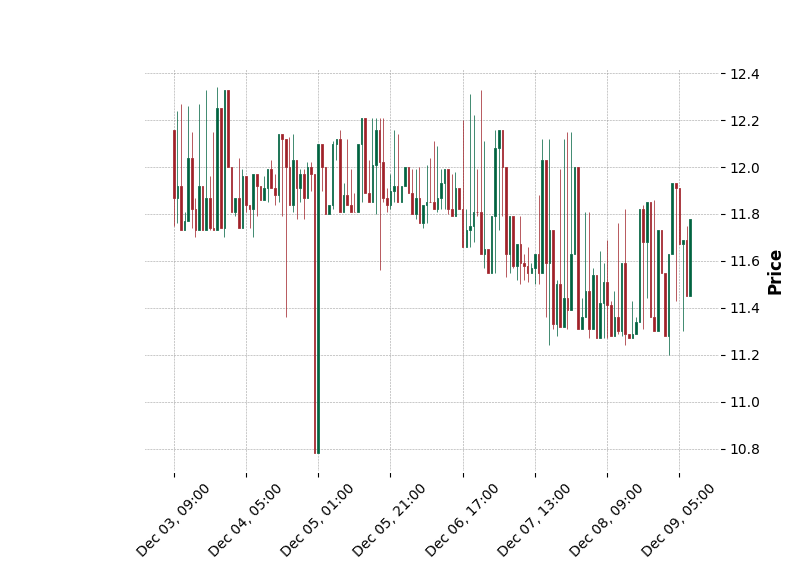 12.4
12.2
12.0
11.8
11.6
11.4
11.2
11.0
10.8
Price
Dec 03, 09:00
Dec 04, 05:00
Dec 05, 01:00
Dec 05, 21:00
Dec 06, 17:00
Dec 07, 13:00
Dec 08, 09:00
Dec 09, 05:00